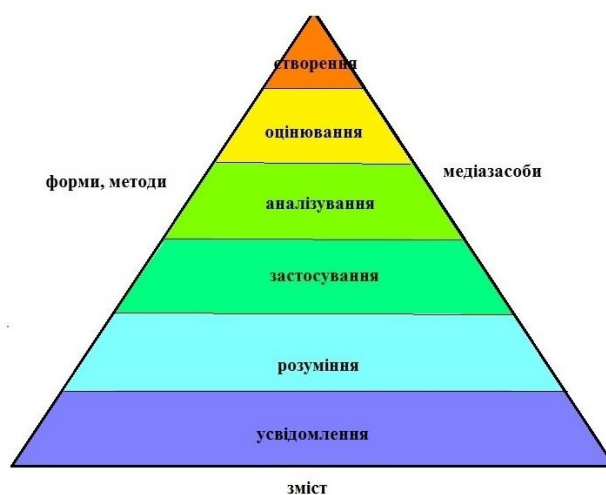 створення
оцінювання
форми, методи
медіазасоби
аналізування
застосування
розуміння
усвідомлення
зміст